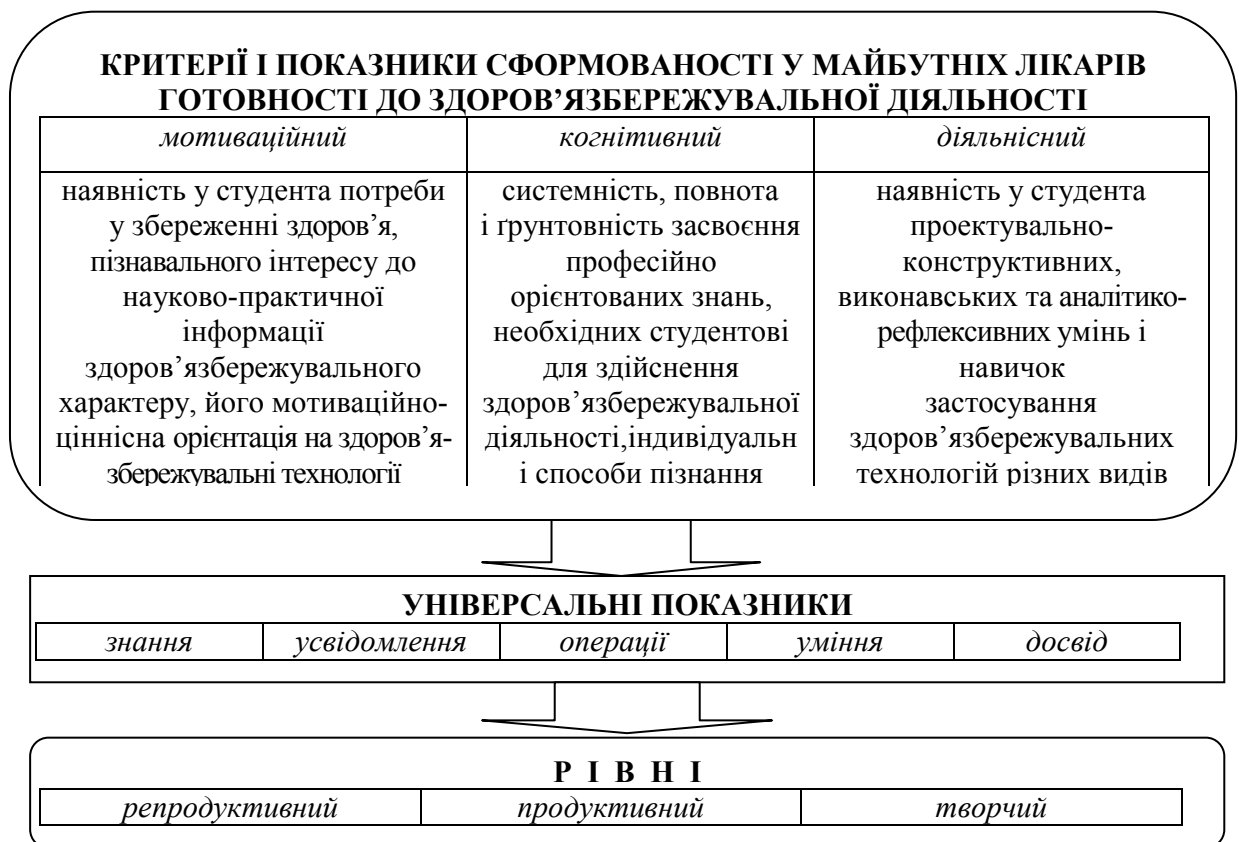 КРИТЕРІЇ І ПОКАЗНИКИ СФОРМОВАНОСТІ У МАЙБУТНІХ ЛІКАРІВ
ГОТОВНОСТІ ДО ЗДОРОВ’ЯЗБЕРЕЖУВАЛЬНОЇ ДІЯЛЬНОСТІ
мотиваційний
наявність у студента потреби
у збереженні здоров’я,
пізнавального інтересу до
науково-практичної
інформації
здоров’язбережувального
характеру, його мотиваційно-
ціннісна орієнтація на здоров’я-
збережувальні технології
когнітивний
системність, повнота
і ґрунтовність засвоєння
професійно
орієнтованих знань,
необхідних студентові
для здійснення
здоров’язбережувальної
діяльності,індивідуальн
і способи пізнання
діяльнісний
наявність у студента
проектувально-
конструктивних,
виконавських та аналітико-
рефлексивних умінь і
навичок
застосування
здоров’язбережувальних
технологій різних видів
УНІВЕРСАЛЬНІ ПОКАЗНИКИ
знання усвідомлення операції уміння досвід
Р І В Н І
репродуктивний продуктивний творчий